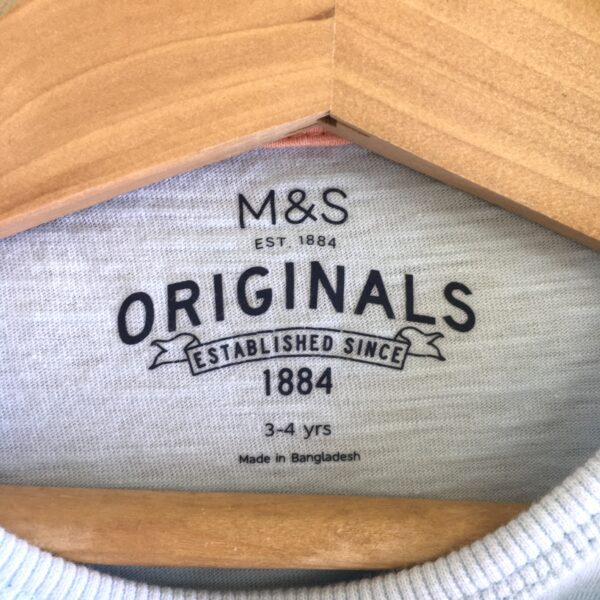 M&S
EST. 1884
ORIGINALS
ESTABLISHED SINCE
1884
3-4 yrs
Made in Bangladesh